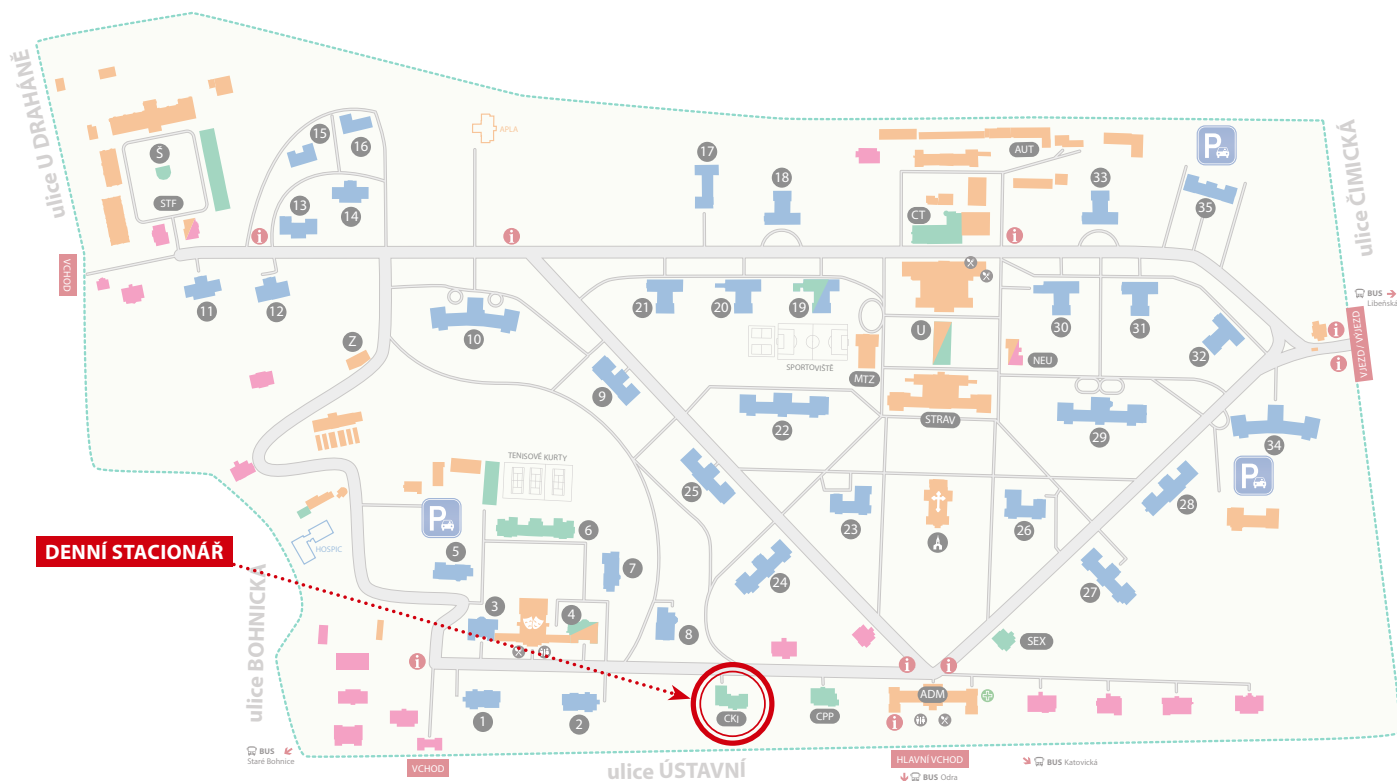 ulice U DRAHÁNĚ
ulice ČIMICKÁ
APLA
15
16
17
18
AUT
33
P
35
Š
STF
13
14
CT
VCHOD
11
12
10
21
20
19
U
30
31
32
BUS
Libeňská
VJEZD / VÝJEZD
Z
9
SPORTOVIŠTĚ
MTZ
NEU
22
STRAV
29
34
TENISOVÉ KURTY
25
P
P
23
26
28
6
HOSPIC
DENNÍ STACIONÁŘ
5
7
24
27
ulice BOHNICKÁ
3
4
8
SEX
1
2
CKI
CPP
ADM
BUS
Staré Bohnice
VCHOD
ulice ÚSTAVNÍ
HLAVNÍ VCHOD
BUS Odra
BUS Katovická